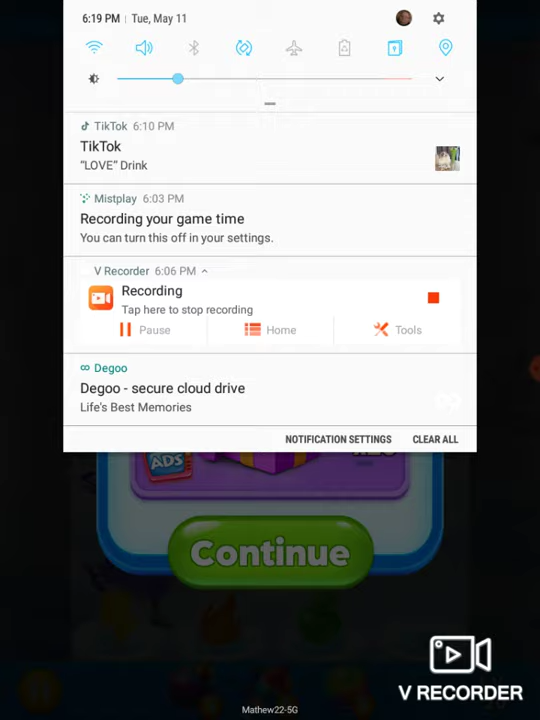 6:19 PM | Tue, May 11
TikTok 6:10 PM
TikTok
“LOVE” Drink
Mistplay 6:03 PM
Recording your game time
You can turn this off in your settings.
V Recorder 6:06 PM
Recording
Tap here to stop recording
Pause Home Tools
Degoo
Degoo - secure cloud drive
Life's Best Memories
NOTIFICATION SETTINGS CLEAR ALL
ADS
Continue
V RECORDER
Mathew22-5G